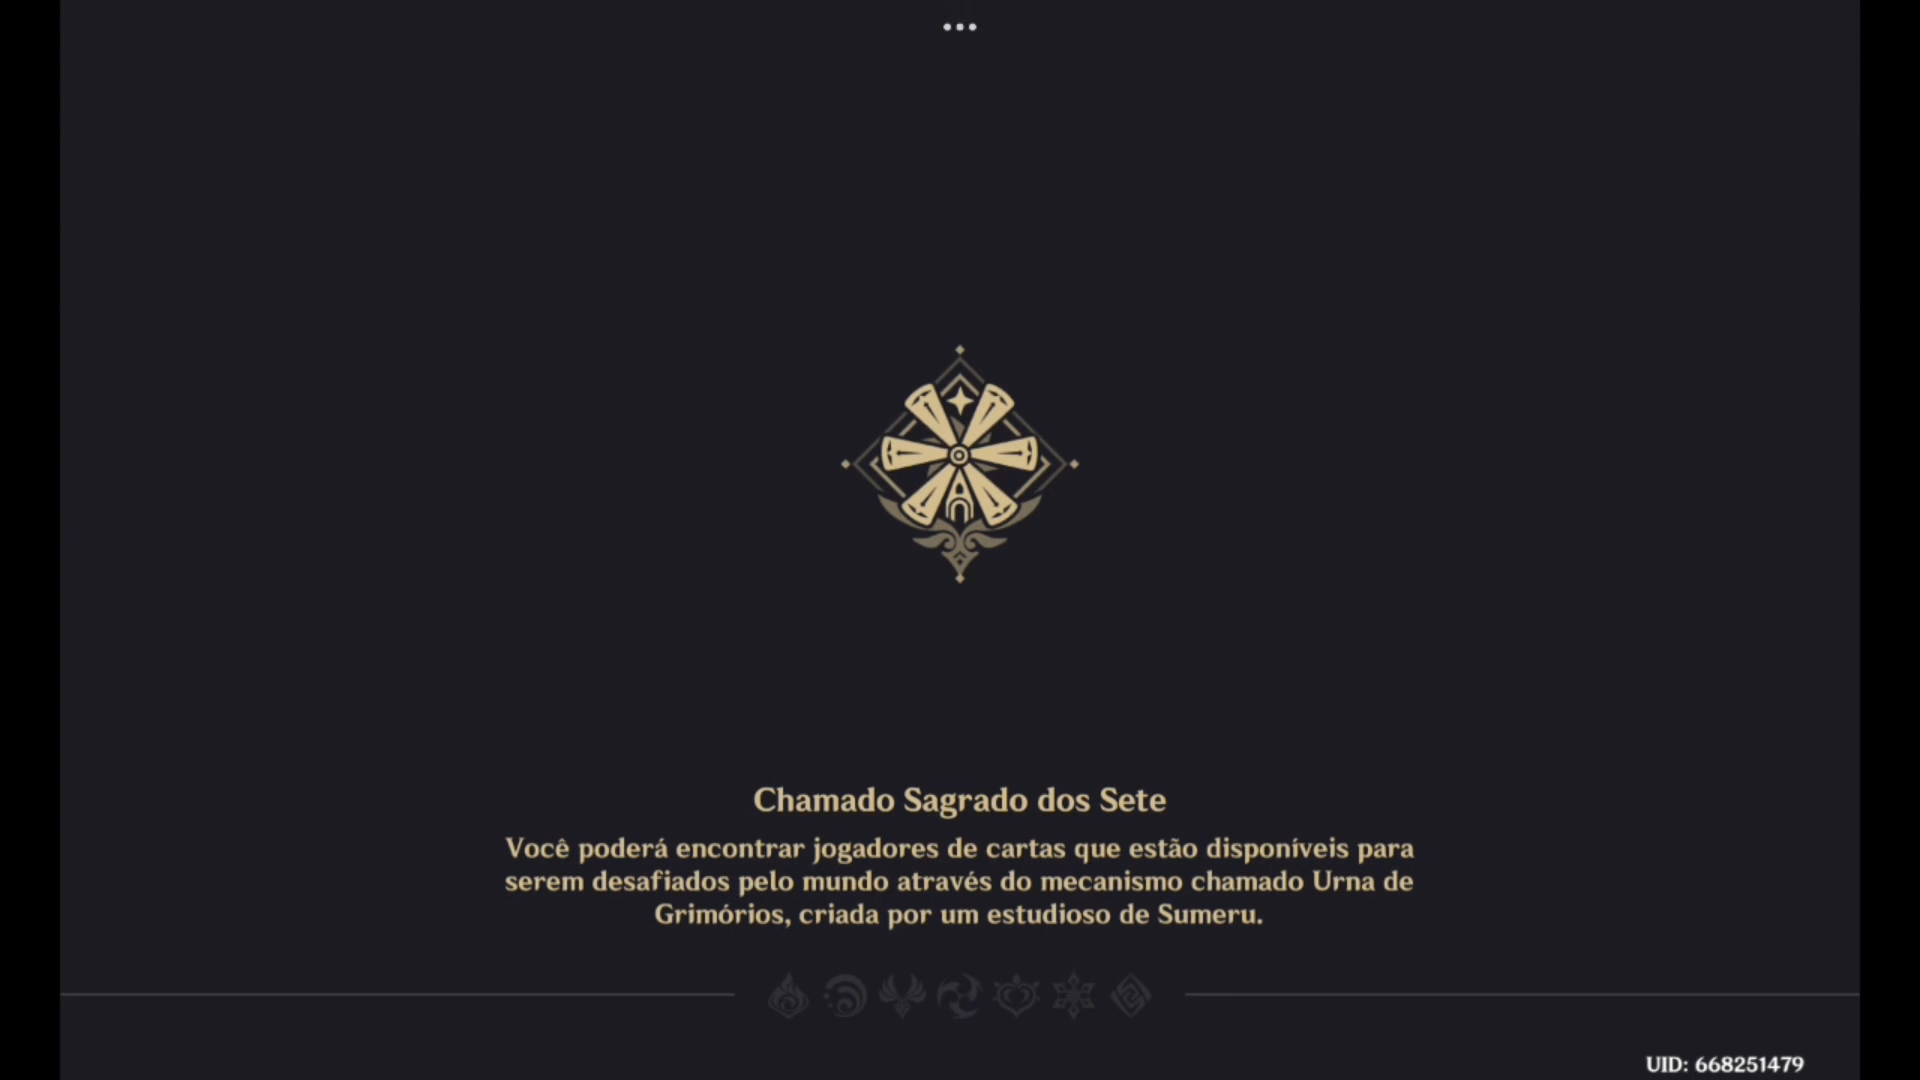 Chamado Sagrado dos Sete
Você poderá encontrar jogadores de cartas que estão disponíveis para
serem desafiados pelo mundo através do mecanismo chamado Urna de
Grimórios, criada por um estudioso de Sumeru.
UID: 668251479